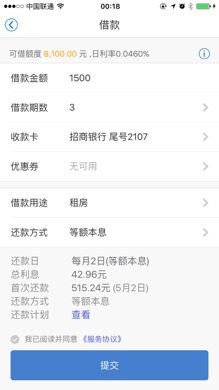 中国联通 00:18
借款
可借额度 8,100.00 元 ,日利率0.0460%
借款金额 1500
借款期数 3
收款卡 招商银行 尾号2107
优惠券 无可用
借款用途 租房
还款方式 等额本息
还款日 每月2日(等额本息)
总利息 42.96元
首次还款 515.24元 (5月2日)
还款方式 等额本息
还款计划 查看
我已阅读并同意 《服务协议》
提交